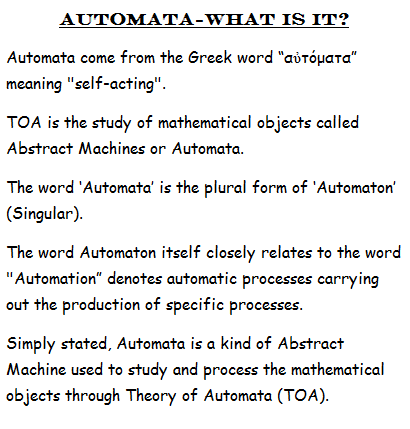 AUTOMATA-WHAT IS IT?
Automata come from the Greek word “αὐτόματα”
meaning "self-acting".
TOA is the study of mathematical objects called
Abstract Machines or Automata.
The word ‘Automata’ is the plural form of ‘Automaton’
(Singular).
The word Automaton itself closely relates to the word
"Automation” denotes automatic processes carrying
out the production of specific processes.
Simply stated, Automata is a kind of Abstract
Machine used to study and process the mathematical
objects through Theory of Automata (TOA).